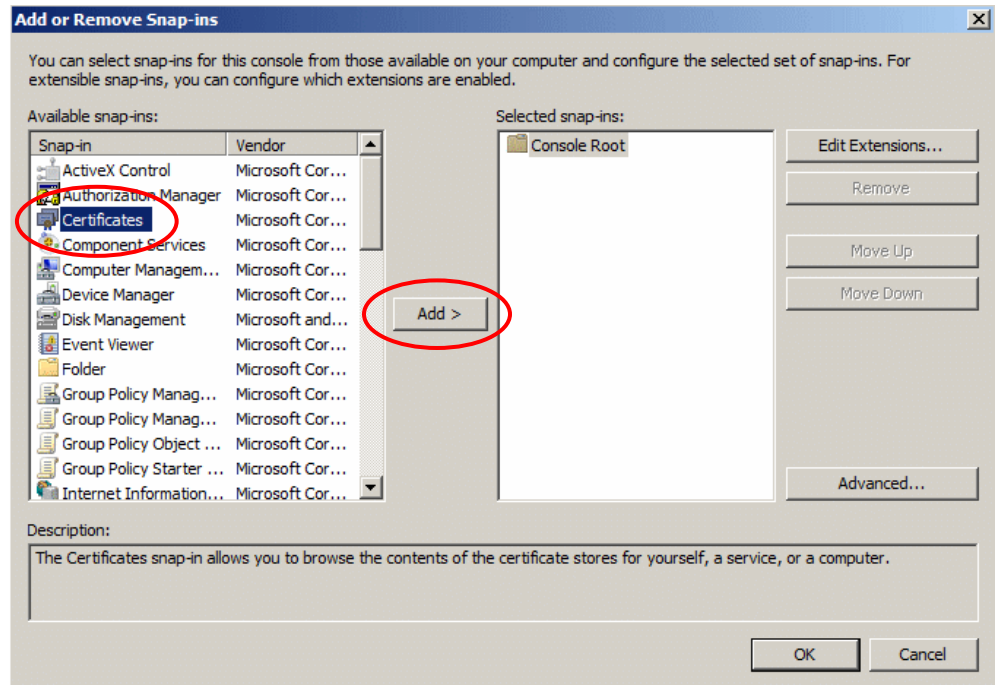 Add or Remove Snap-ins
You can select snap-ins for this console from those available on your computer and configure the selected set of snap-ins. For
extensible snap-ins, you can configure which extensions are enabled.
Available snap-ins:
Snap-in Vendor
ActiveX Control Microsoft Cor...
Authorization Manager Microsoft Cor...
Certificates Microsoft Cor...
Component Services Microsoft Cor...
Computer Managem... Microsoft Cor...
Device Manager Microsoft Cor...
Disk Management Microsoft and...
Event Viewer Microsoft Cor...
Folder Microsoft Cor...
Group Policy Manag... Microsoft Cor...
Group Policy Manag... Microsoft Cor...
Group Policy Object ... Microsoft Cor...
Group Policy Starter ... Microsoft Cor...
Internet Information... Microsoft Cor...
Add >
Selected snap-ins:
Console Root
Edit Extensions...
Remove
Move Up
Move Down
Advanced...
Description:
The Certificates snap-in allows you to browse the contents of the certificate stores for yourself, a service, or a computer.
OK
Cancel